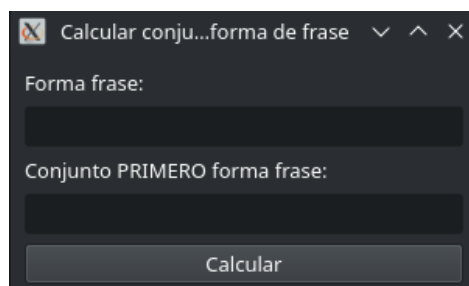 Calcular conju...forma de frase
Forma frase:
Conjunto PRIMERO forma frase:
Calcular